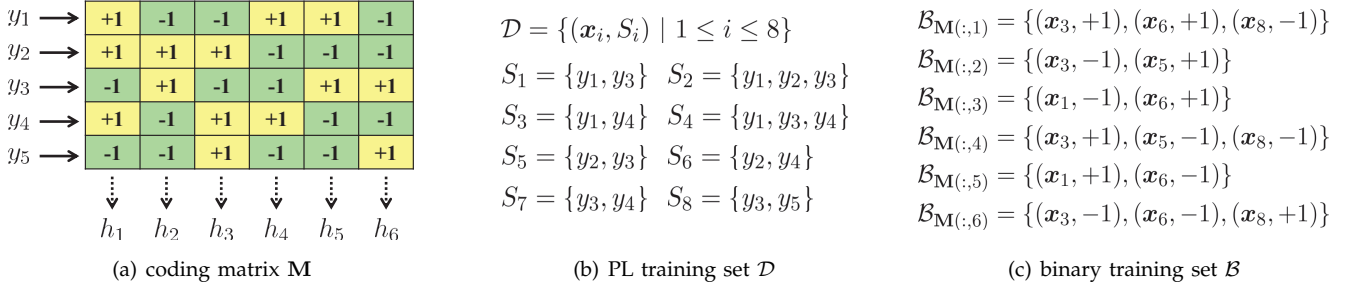 y₁ +1 -1 -1 +1 +1 -1
y₂ +1 +1 +1 -1 -1 -1
y₃ -1 +1 -1 -1 +1 +1
y₄ +1 -1 +1 +1 -1 -1
y₅ -1 -1 +1 -1 -1 +1
h₁ h₂ h₃ h₄ h₅ h₆
(a) coding matrix M
𝒟 = {(𝒙ᵢ, Sᵢ) | 1 ≤ i ≤ 8}
S₁ = {y₁, y₃} S₂ = {y₁, y₂, y₃}
S₃ = {y₁, y₄} S₄ = {y₁, y₃, y₄}
S₅ = {y₂, y₃} S₆ = {y₂, y₄}
S₇ = {y₃, y₄} S₈ = {y₃, y₅}
(b) PL training set 𝒟
ℬ_M(:,1) = {(𝒙₃, +1), (𝒙₆, +1), (𝒙₈, −1)}
ℬ_M(:,2) = {(𝒙₃, −1), (𝒙₅, +1)}
ℬ_M(:,3) = {(𝒙₁, −1), (𝒙₆, +1)}
ℬ_M(:,4) = {(𝒙₃, +1), (𝒙₅, −1), (𝒙₈, −1)}
ℬ_M(:,5) = {(𝒙₁, +1), (𝒙₆, −1)}
ℬ_M(:,6) = {(𝒙₃, −1), (𝒙₆, −1), (𝒙₈, +1)}
(c) binary training set ℬ